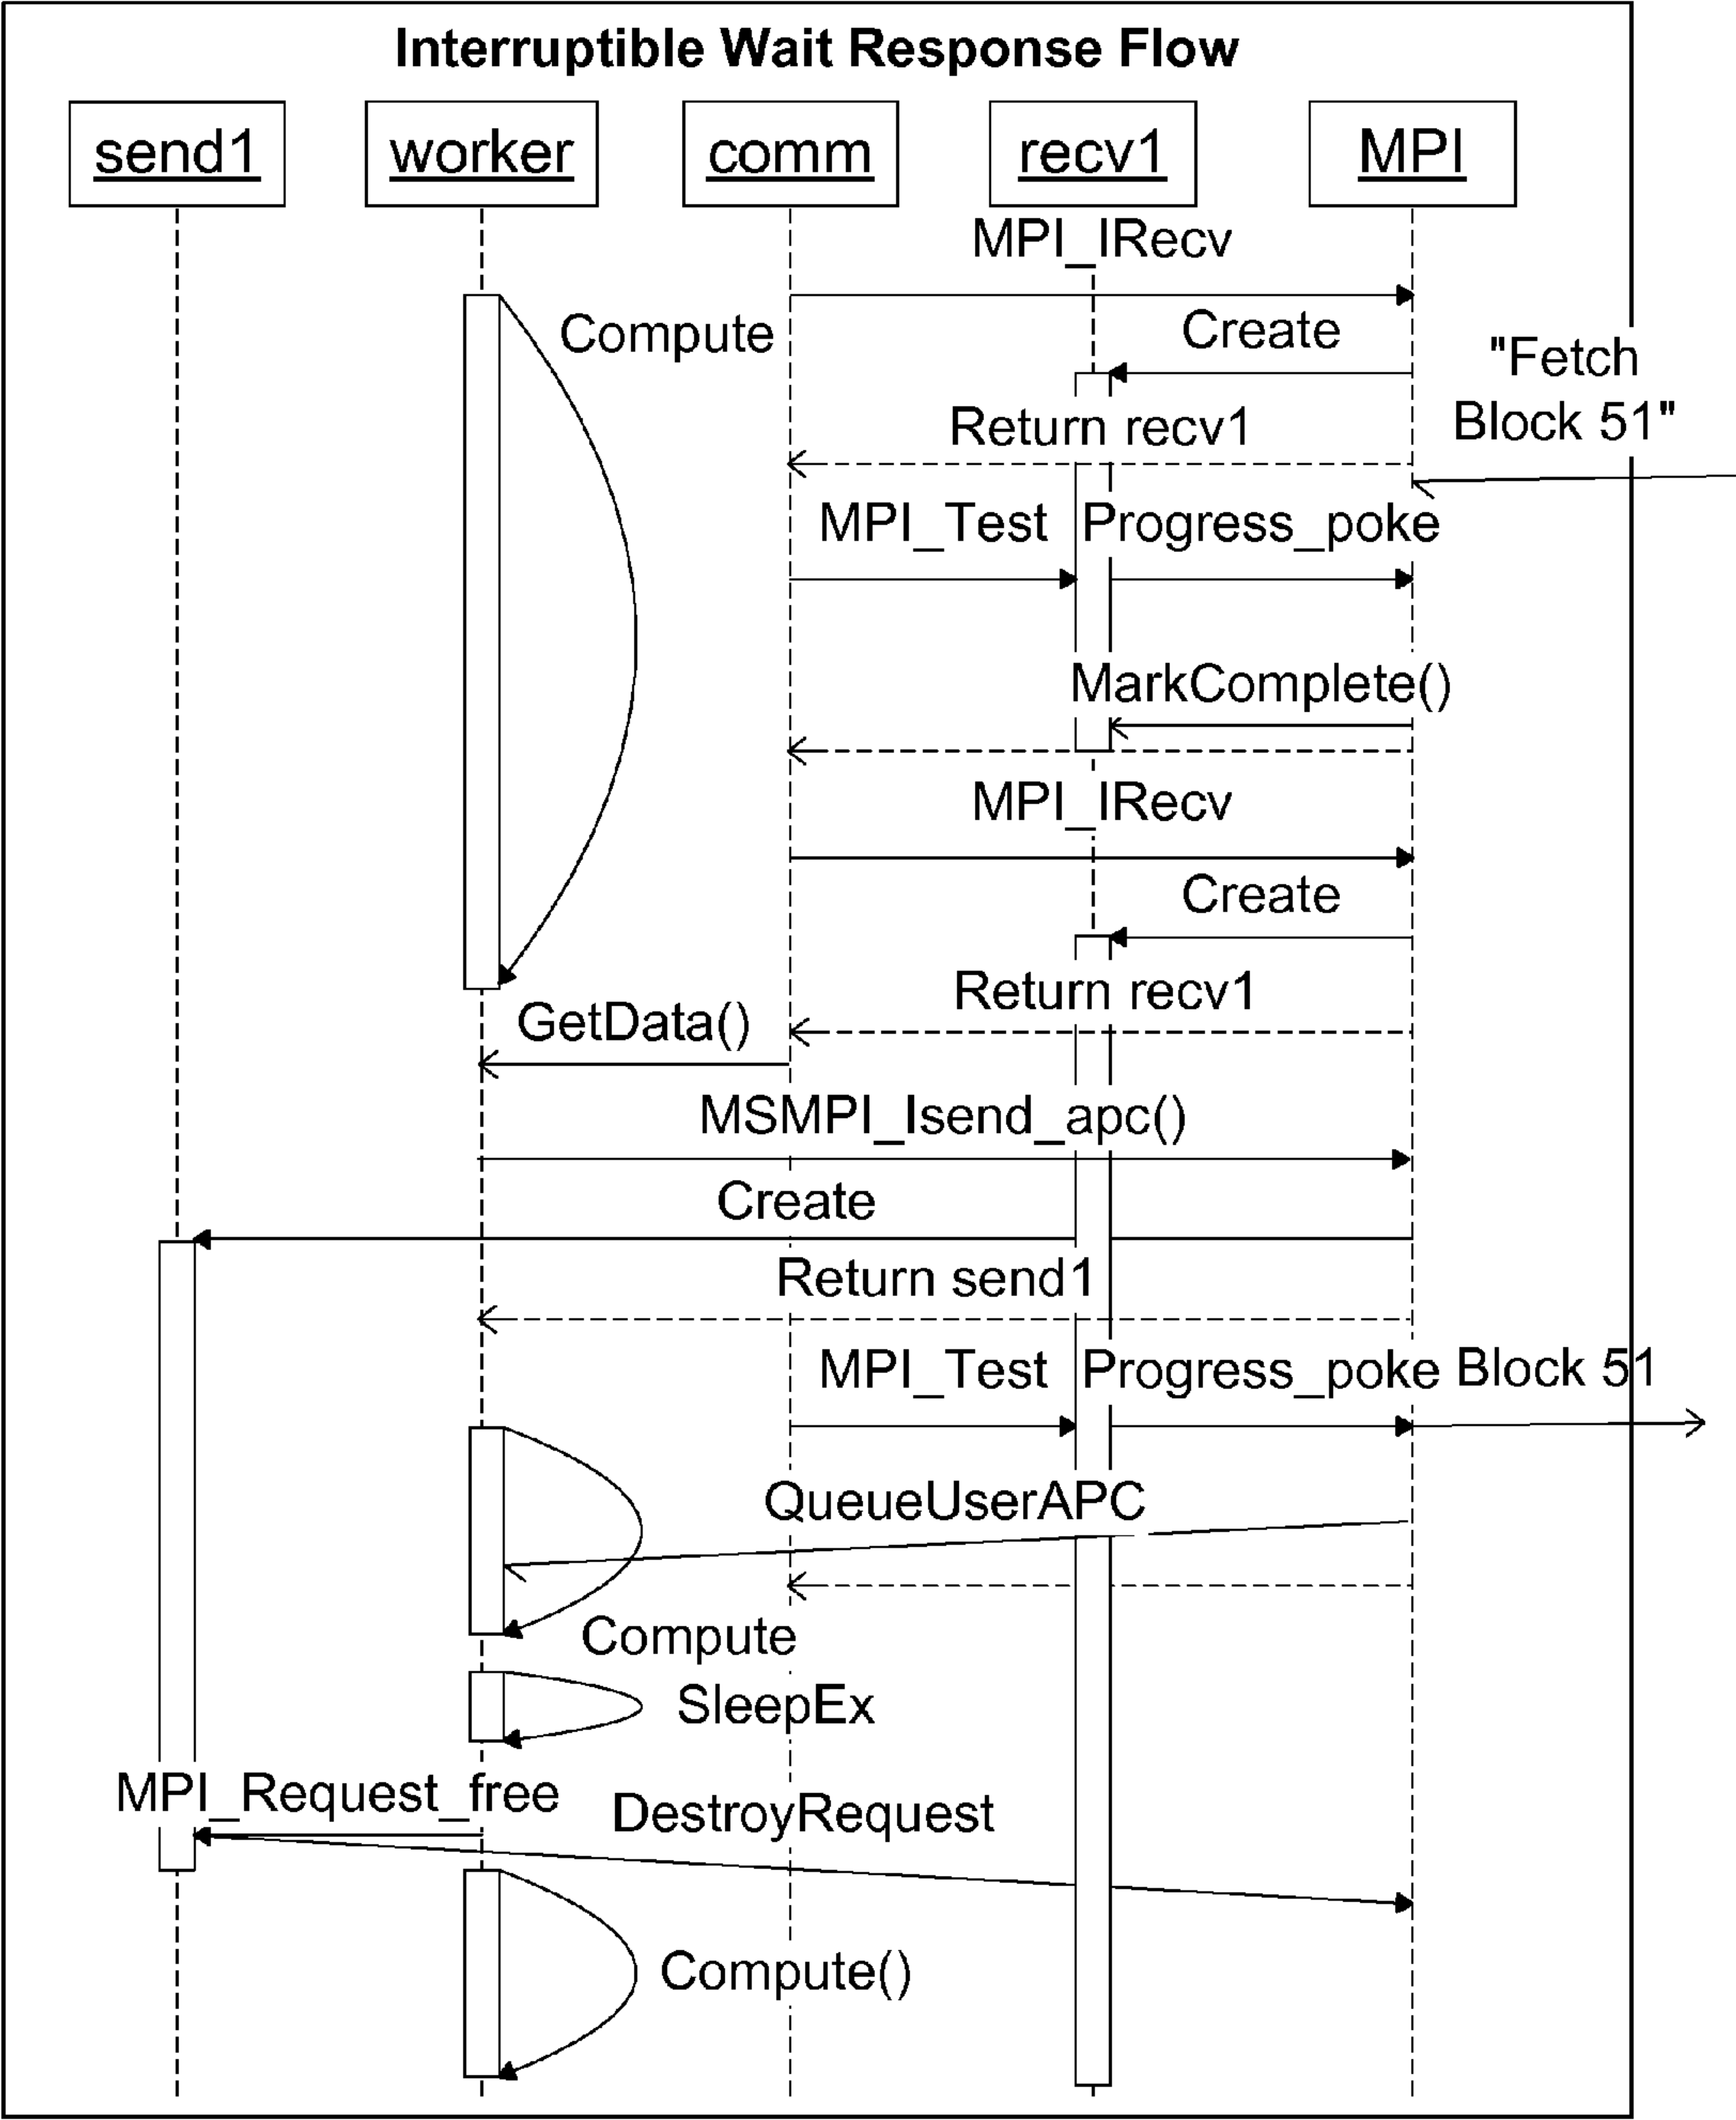 Interruptible Wait Response Flow
send1
worker
comm
recv1
MPI
MPI_IRecv
Compute
Create
"Fetch
Block 51"
Return recv1
MPI_Test
Progress_poke
MarkComplete()
MPI_IRecv
Create
Return recv1
GetData()
MSMPI_Isend_apc()
Create
Return send1
MPI_Test
Progress_poke
Block 51
QueueUserAPC
Compute
SleepEx
MPI_Request_free
DestroyRequest
Compute()